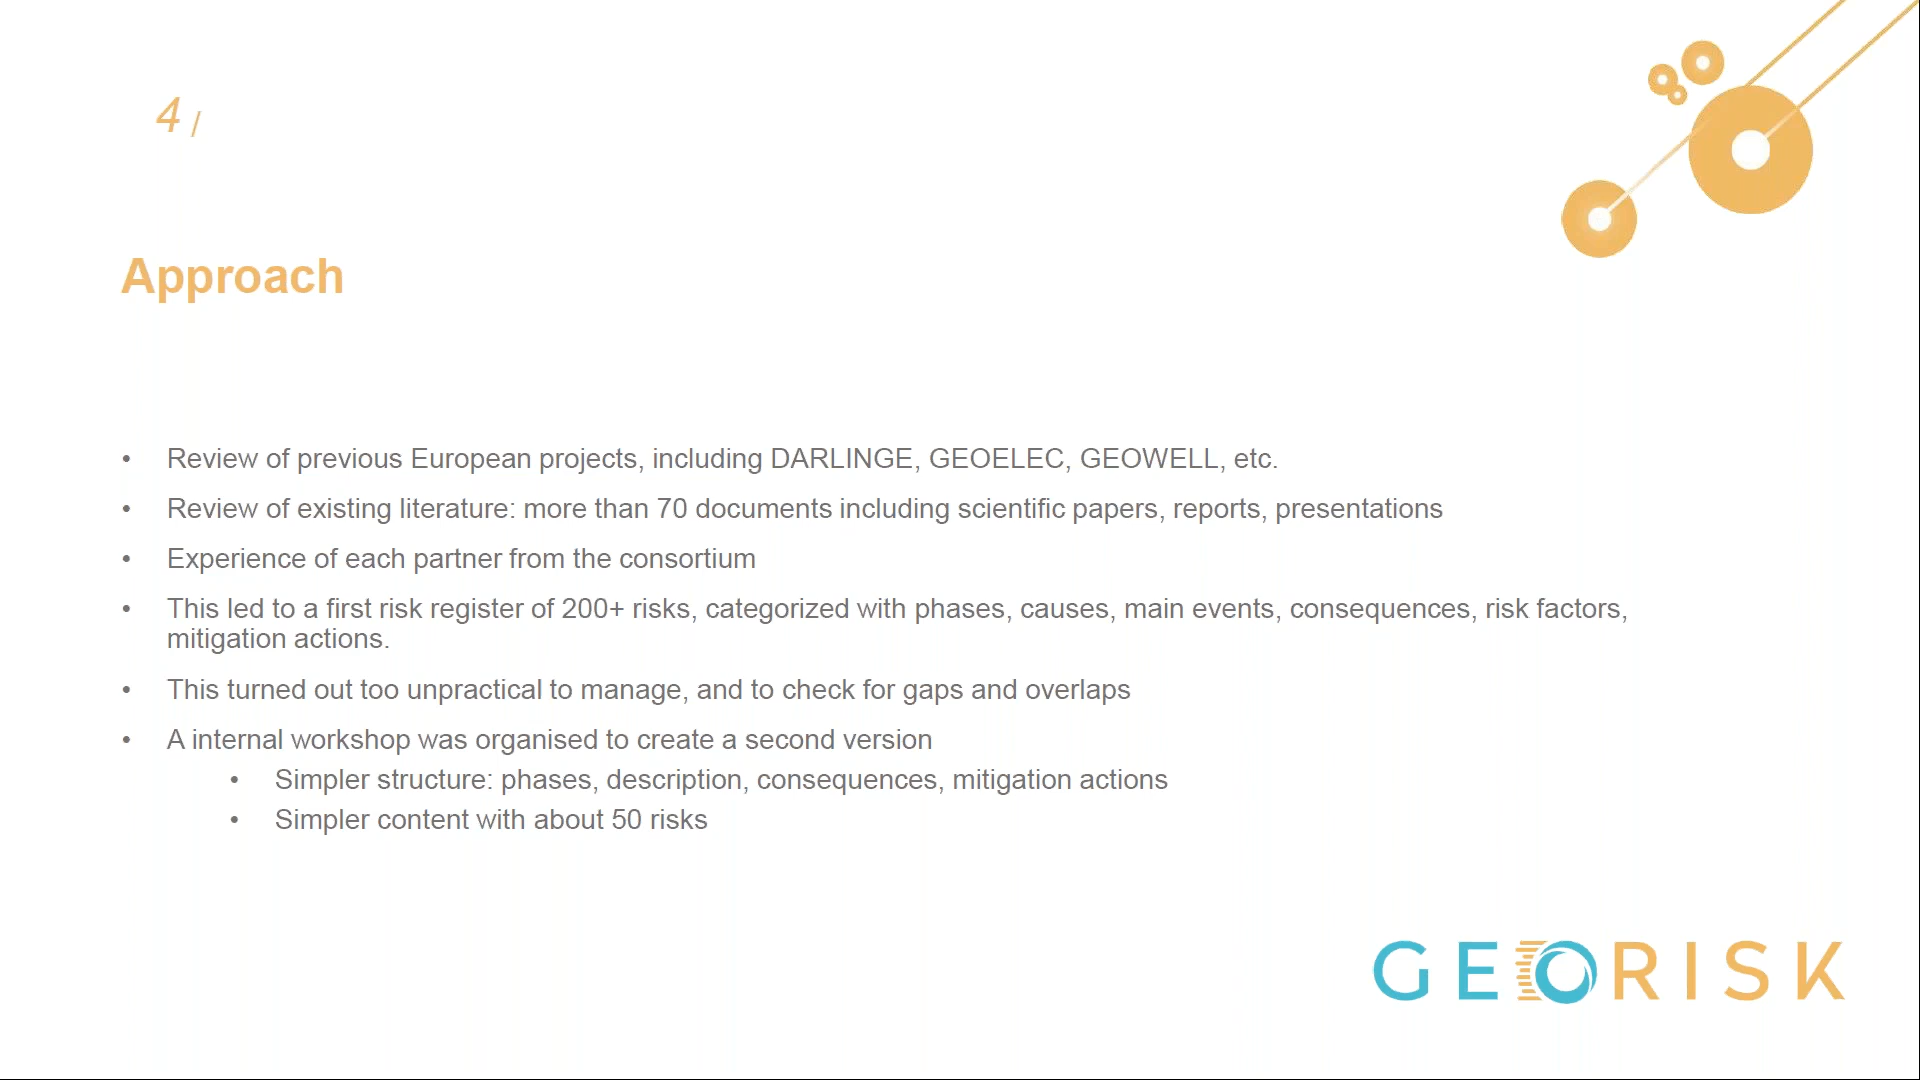 4 /
Approach
• Review of previous European projects, including DARLINGE, GEOELEC, GEOWELL, etc.
• Review of existing literature: more than 70 documents including scientific papers, reports, presentations
• Experience of each partner from the consortium
• This led to a first risk register of 200+ risks, categorized with phases, causes, main events, consequences, risk factors,
mitigation actions.
• This turned out too unpractical to manage, and to check for gaps and overlaps
• A internal workshop was organised to create a second version
• Simpler structure: phases, description, consequences, mitigation actions
• Simpler content with about 50 risks
GEORISK